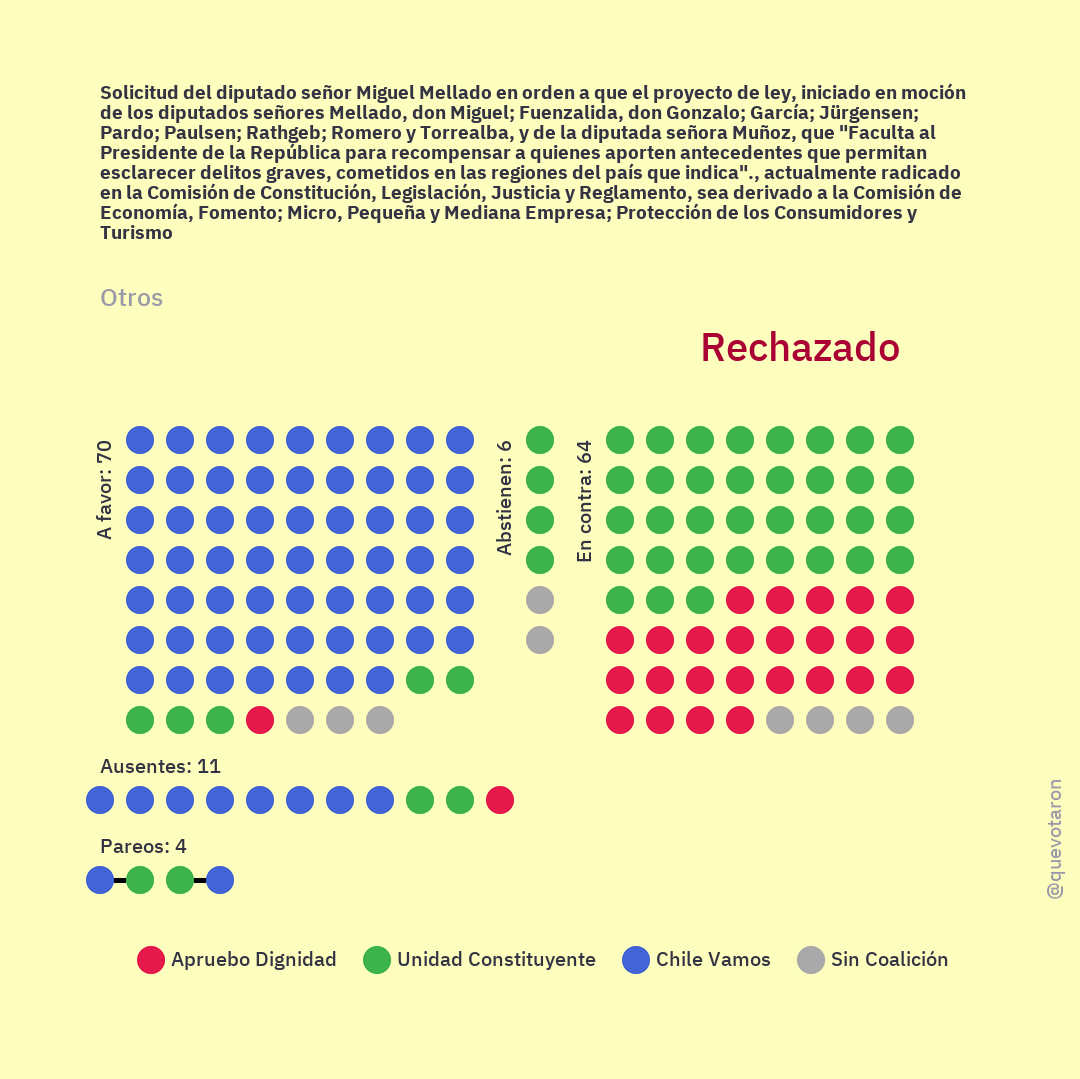 Solicitud del diputado señor Miguel Mellado en orden a que el proyecto de ley, iniciado en moción
de los diputados señores Mellado, don Miguel; Fuenzalida, don Gonzalo; García; Jürgensen;
Pardo; Paulsen; Rathgeb; Romero y Torrealba, y de la diputada señora Muñoz, que "Faculta al
Presidente de la República para recompensar a quienes aporten antecedentes que permitan
esclarecer delitos graves, cometidos en las regiones del país que indica"., actualmente radicado
en la Comisión de Constitución, Legislación, Justicia y Reglamento, sea derivado a la Comisión de
Economía, Fomento; Micro, Pequeña y Mediana Empresa; Protección de los Consumidores y
Turismo
Otros
Rechazado
A favor: 70
Abstienen: 6
En contra: 64
Ausentes: 11
Pareos: 4
@quevotaron
Apruebo Dignidad
Unidad Constituyente
Chile Vamos
Sin Coalición